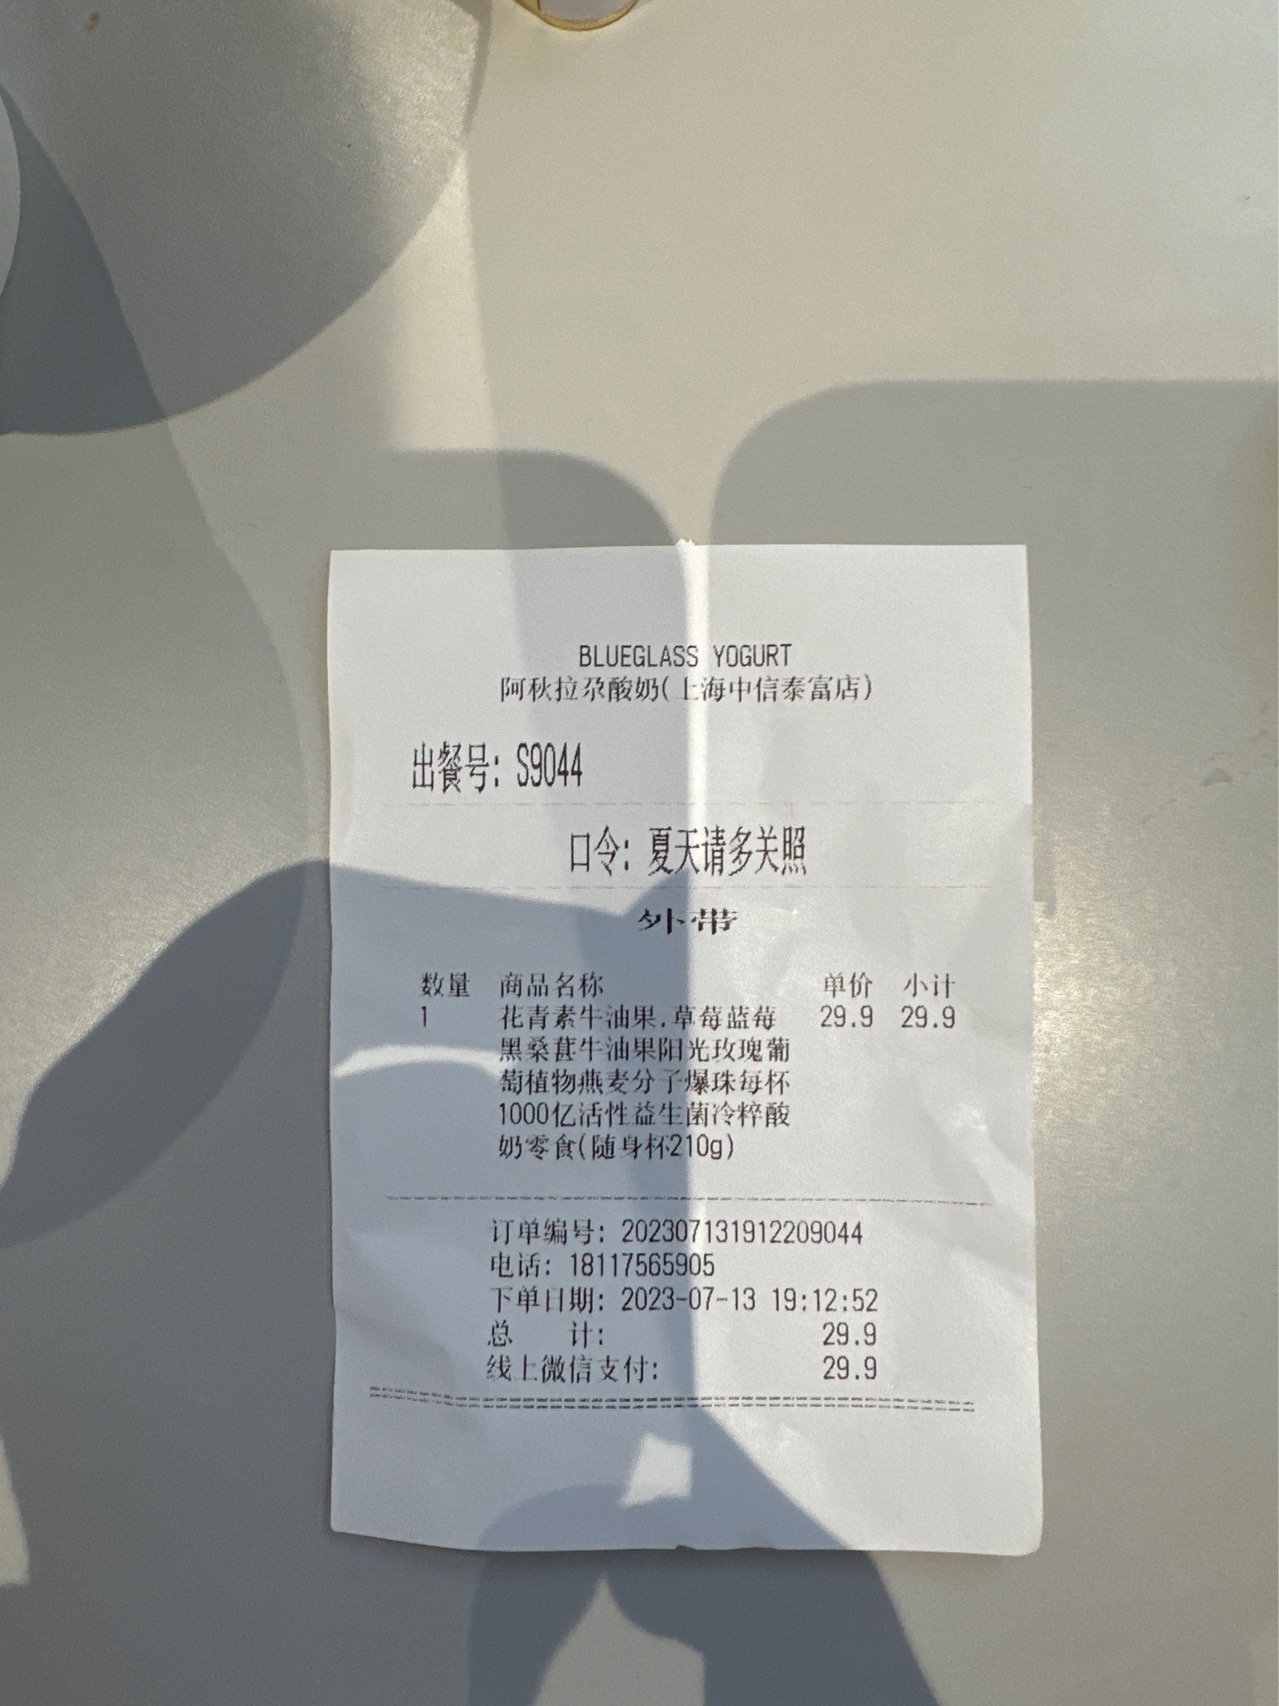 BLUEGLASS YOGURT
阿秋拉尕酸奶(上海中信泰富店)
出餐号: S9044
口令: 夏天请多关照
外带
数量 商品名称 单价 小计
1 花青素牛油果.草莓蓝莓 29.9 29.9
黑桑葚牛油果阳光玫瑰葡
萄植物燕麦分子爆珠每杯
1000亿活性益生菌冷粹酸
奶零食(随身杯210g)
订单编号: 202307131912209044
电话: 18117565905
下单日期: 2023-07-13 19:12:52
总 计: 29.9
线上微信支付: 29.9